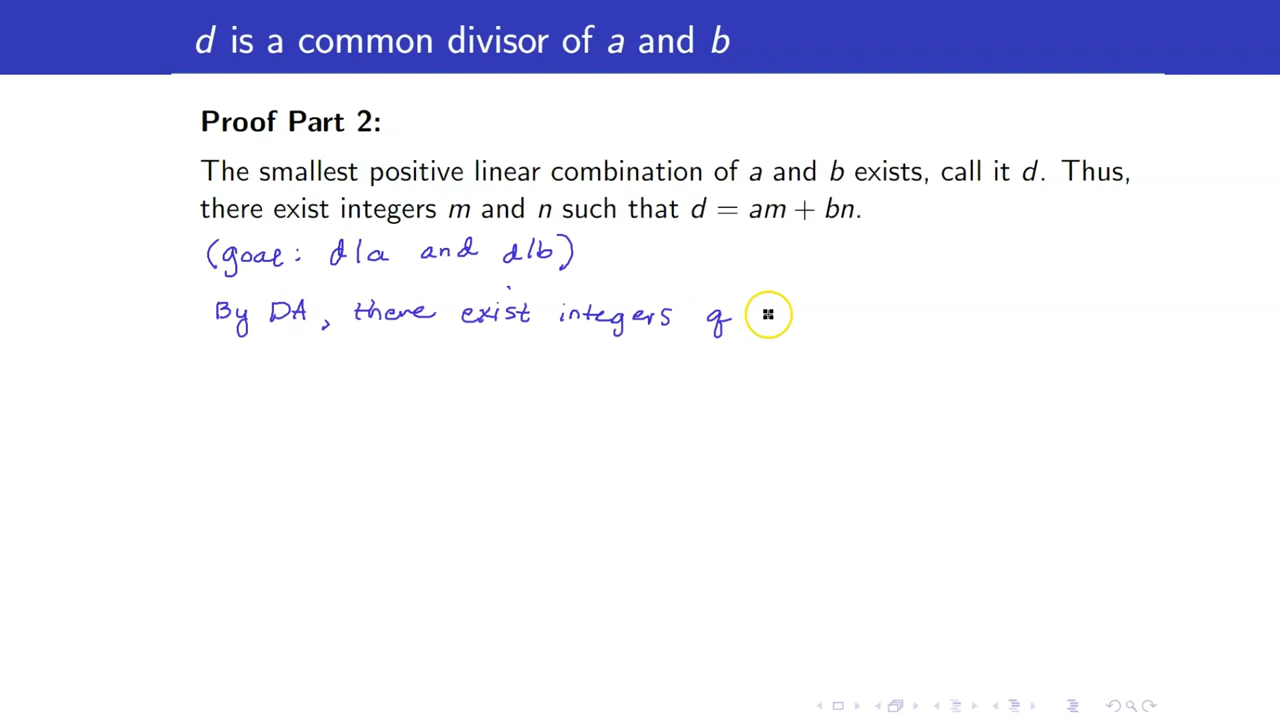 d is a common divisor of a and b
Proof Part 2:
The smallest positive linear combination of a and b exists, call it d. Thus,
there exist integers m and n such that d = am + bn.
(goal: d|a and d|b)
By DA, there exist integers q